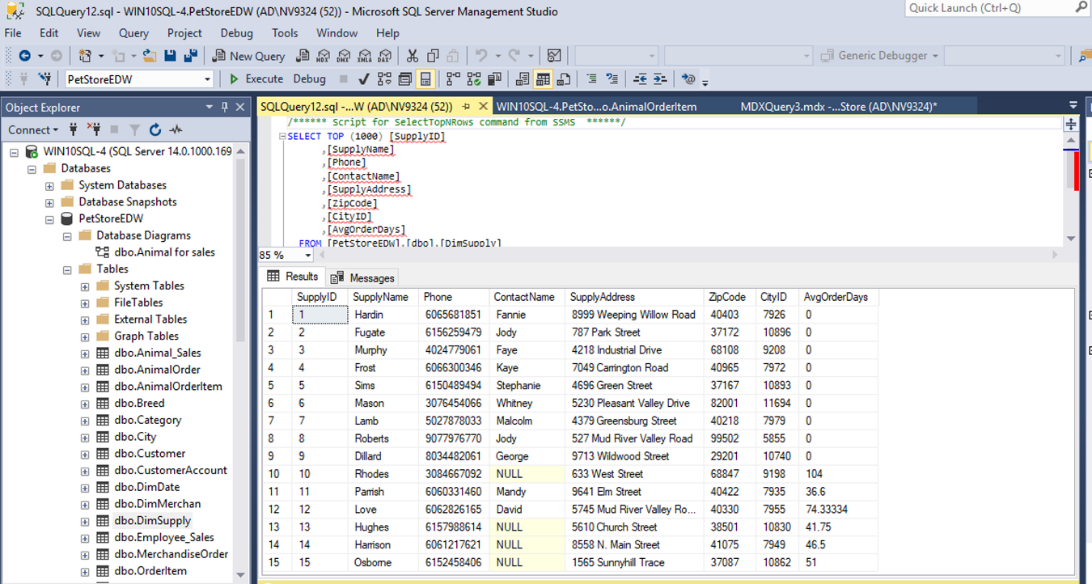 SQLQuery12.sql - WIN10SQL-4.PetStoreEDW (AD\NV9324 (52)) - Microsoft SQL Server Management Studio
Quick Launch (Ctrl+Q)
File Edit View Query Project Debug Tools Window Help
New Query
Generic Debugger
PetStoreEDW
Execute Debug
Object Explorer
SQLQuery12.sql -...W (AD\NV9324 (52))
WIN10SQL-4.PetSto...o.AnimalOrderItem
MDXQuery3.mdx -...Store (AD\NV9324)*
Connect
WIN10SQL-4 (SQL Server 14.0.1000.169
Databases
System Databases
Database Snapshots
PetStoreEDW
Database Diagrams
dbo.Animal for sales
Tables
System Tables
FileTables
External Tables
Graph Tables
dbo.Animal_Sales
dbo.AnimalOrder
dbo.AnimalOrderItem
dbo.Breed
dbo.Category
dbo.City
dbo.Customer
dbo.CustomerAccount
dbo.DimDate
dbo.DimMerchan
dbo.DimSupply
dbo.Employee_Sales
dbo.MerchandiseOrder
dbo.OrderItem
/****** Script for SelectTopNRows command from SSMS ******/
SELECT TOP (1000) [SupplyID]
,[SupplyName]
,[Phone]
,[ContactName]
,[SupplyAddress]
,[ZipCode]
,[CityID]
,[AvgOrderDays]
FROM [PetStoreEDW].[dbo].[DimSupply]
85 %
Results Messages
SupplyID SupplyName Phone ContactName SupplyAddress ZipCode CityID AvgOrderDays
1 1 Hardin 6065681851 Fannie 8999 Weeping Willow Road 40403 7926 0
2 2 Fugate 6156259479 Jody 787 Park Street 37172 10896 0
3 3 Murphy 4024779061 Faye 4218 Industrial Drive 68108 9208 0
4 4 Frost 6066300346 Kaye 7049 Carrington Road 40965 7972 0
5 5 Sims 6150489494 Stephanie 4696 Green Street 37167 10893 0
6 6 Mason 3076454066 Whitney 5230 Pleasant Valley Drive 82001 11694 0
7 7 Lamb 5027878033 Malcolm 4379 Greensburg Street 40218 7979 0
8 8 Roberts 9077976770 Jody 527 Mud River Valley Road 99502 5855 0
9 9 Dillard 8034482061 George 9713 Wildwood Street 29201 10740 0
10 10 Rhodes 3084667092 NULL 633 West Street 68847 9198 104
11 11 Parrish 6060331460 Mandy 9641 Elm Street 40422 7935 36.6
12 12 Love 6062826165 David 5745 Mud River Valley Ro... 40330 7955 74.33334
13 13 Hughes 6157988614 NULL 5610 Church Street 38501 10830 41.75
14 14 Harrison 6061217621 NULL 8558 N. Main Street 41075 7949 46.5
15 15 Osborne 6152458406 NULL 1565 Sunnyhill Trace 37087 10862 51